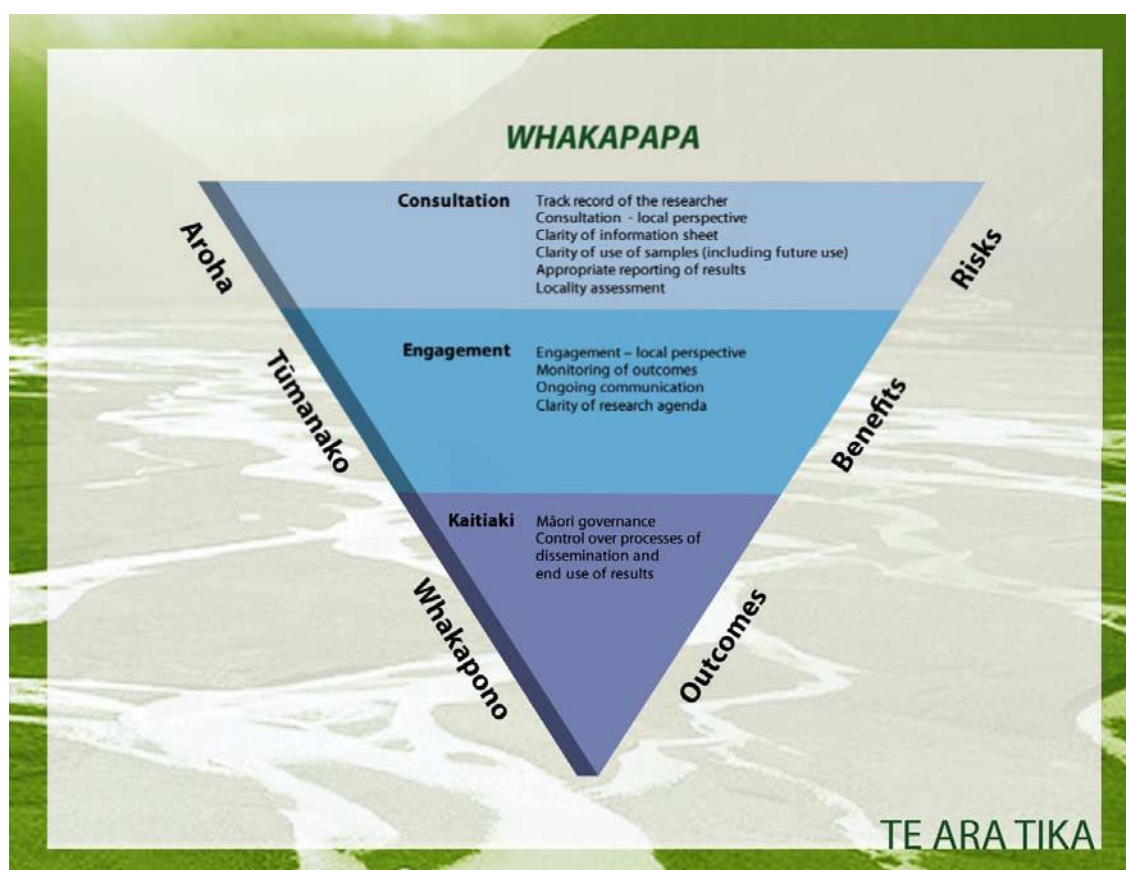 WHAKAPAPA
Aroha
Consultation
Track record of the researcher
Consultation - local perspective
Clarity of information sheet
Clarity of use of samples (including future use)
Appropriate reporting of results
Locality assessment
Risks
Tūmanako
Engagement
Engagement – local perspective
Monitoring of outcomes
Ongoing communication
Clarity of research agenda
Benefits
Whakapono
Kaitiaki
Māori governance
Control over processes of
dissemination and
end use of results
Outcomes
TE ARA TIKA